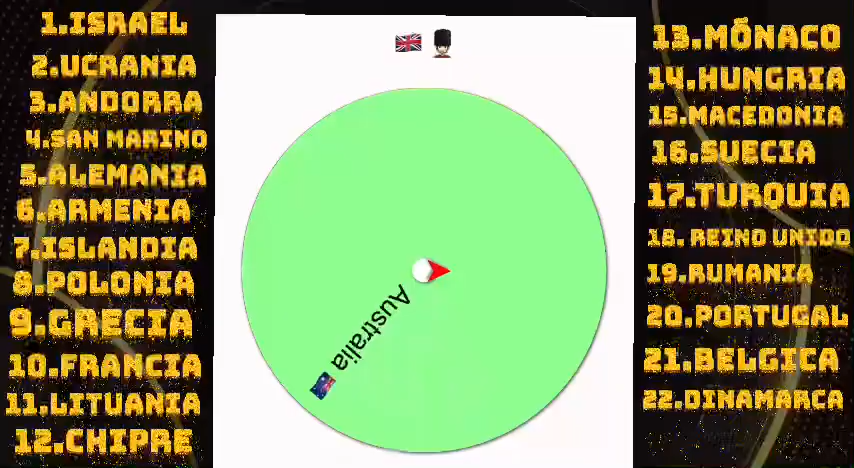 1.ISRAEL
2.UCRANIA
3.ANDORRA
4.SAN MARINO
5.ALEMANIA
6.ARMENIA
7.ISLANDIA
8.POLONIA
9.GRECIA
10.FRANCIA
11.LITUANIA
12.CHIPRE
Australia
13.MÓNACO
14.HUNGRIA
15.MACEDONIA
16.SUECIA
17.TURQUIA
18. REINO UNIDO
19.RUMANIA
20.PORTUGAL
21.BELGICA
22.DINAMARCA